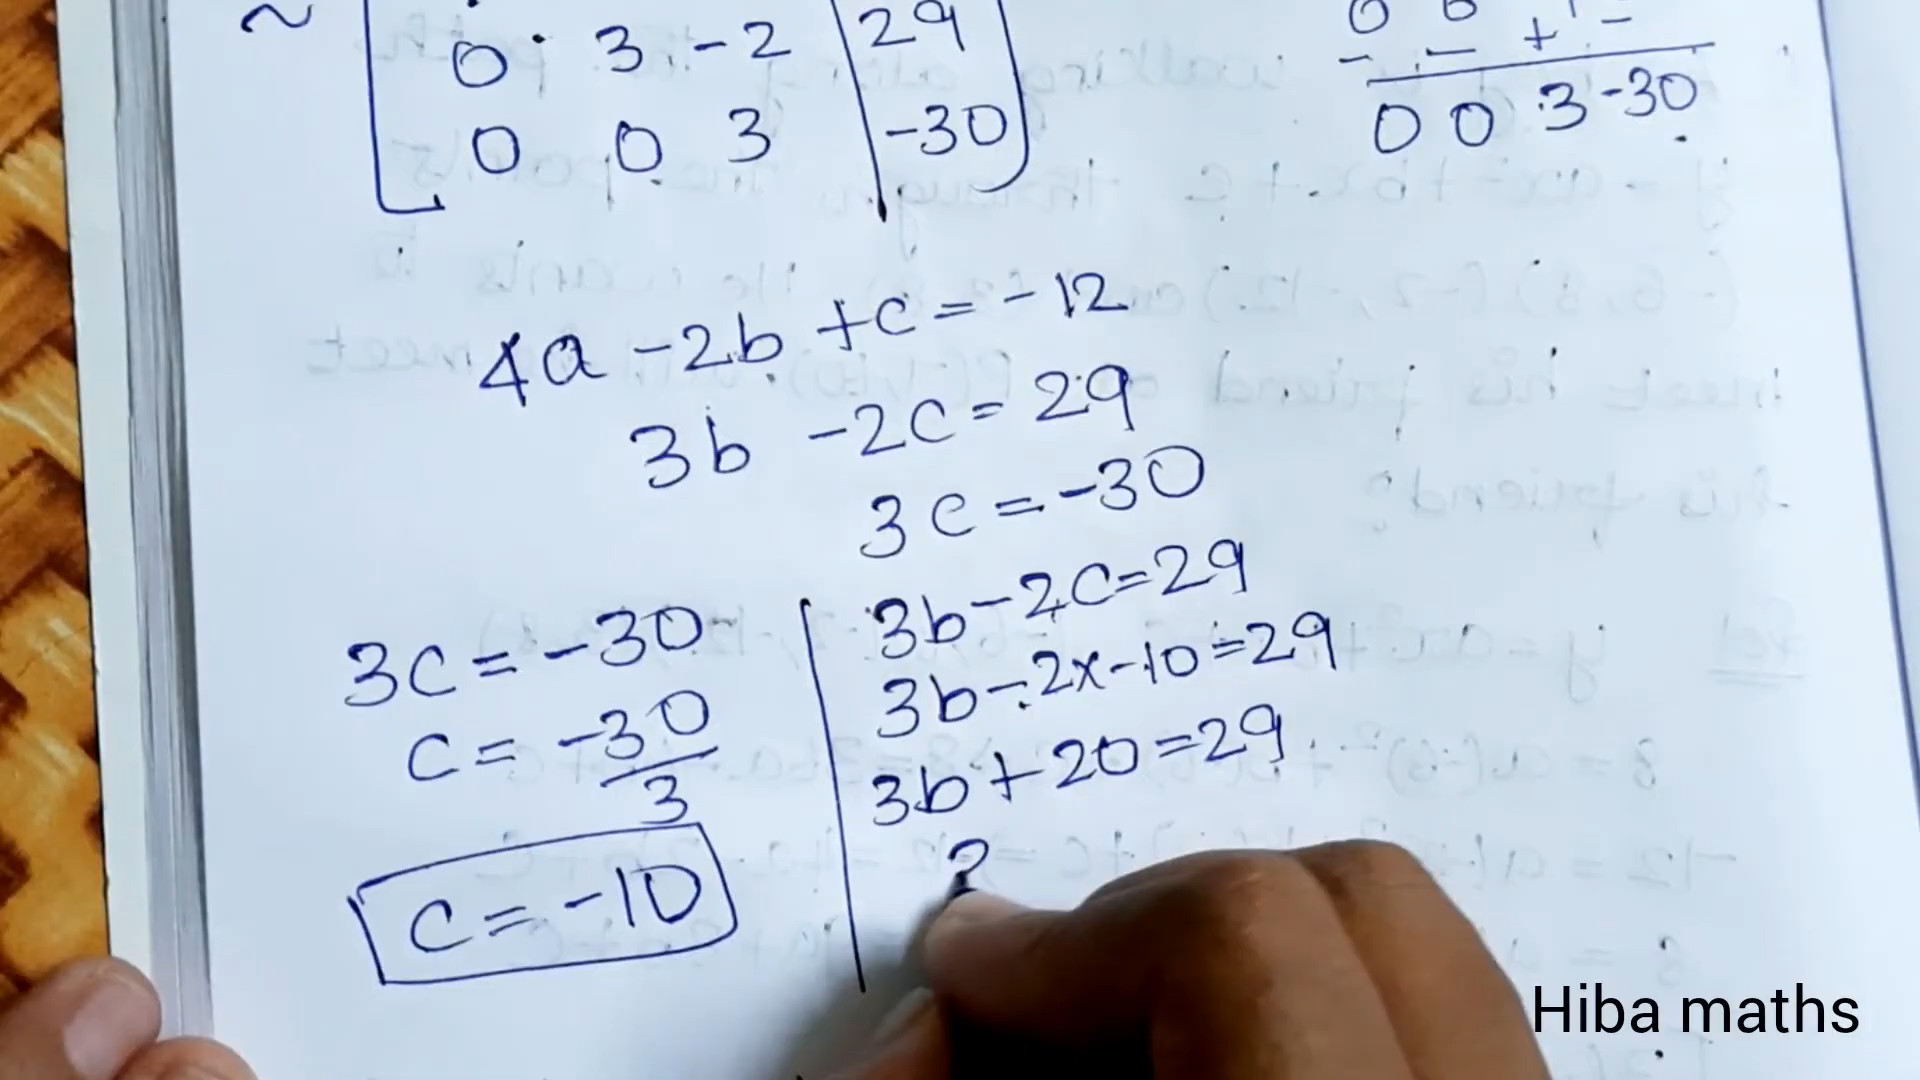 ~ 0 3 -2 | 29
0 0 3 | -30
0 0 3 -30
4a -2b +c = -12
3b -2c = 29
3c = -30
3c = -30
c = -30/3
c = -10
3b -2c = 29
3b - 2x -10 = 29
3b + 20 = 29
Hiba maths